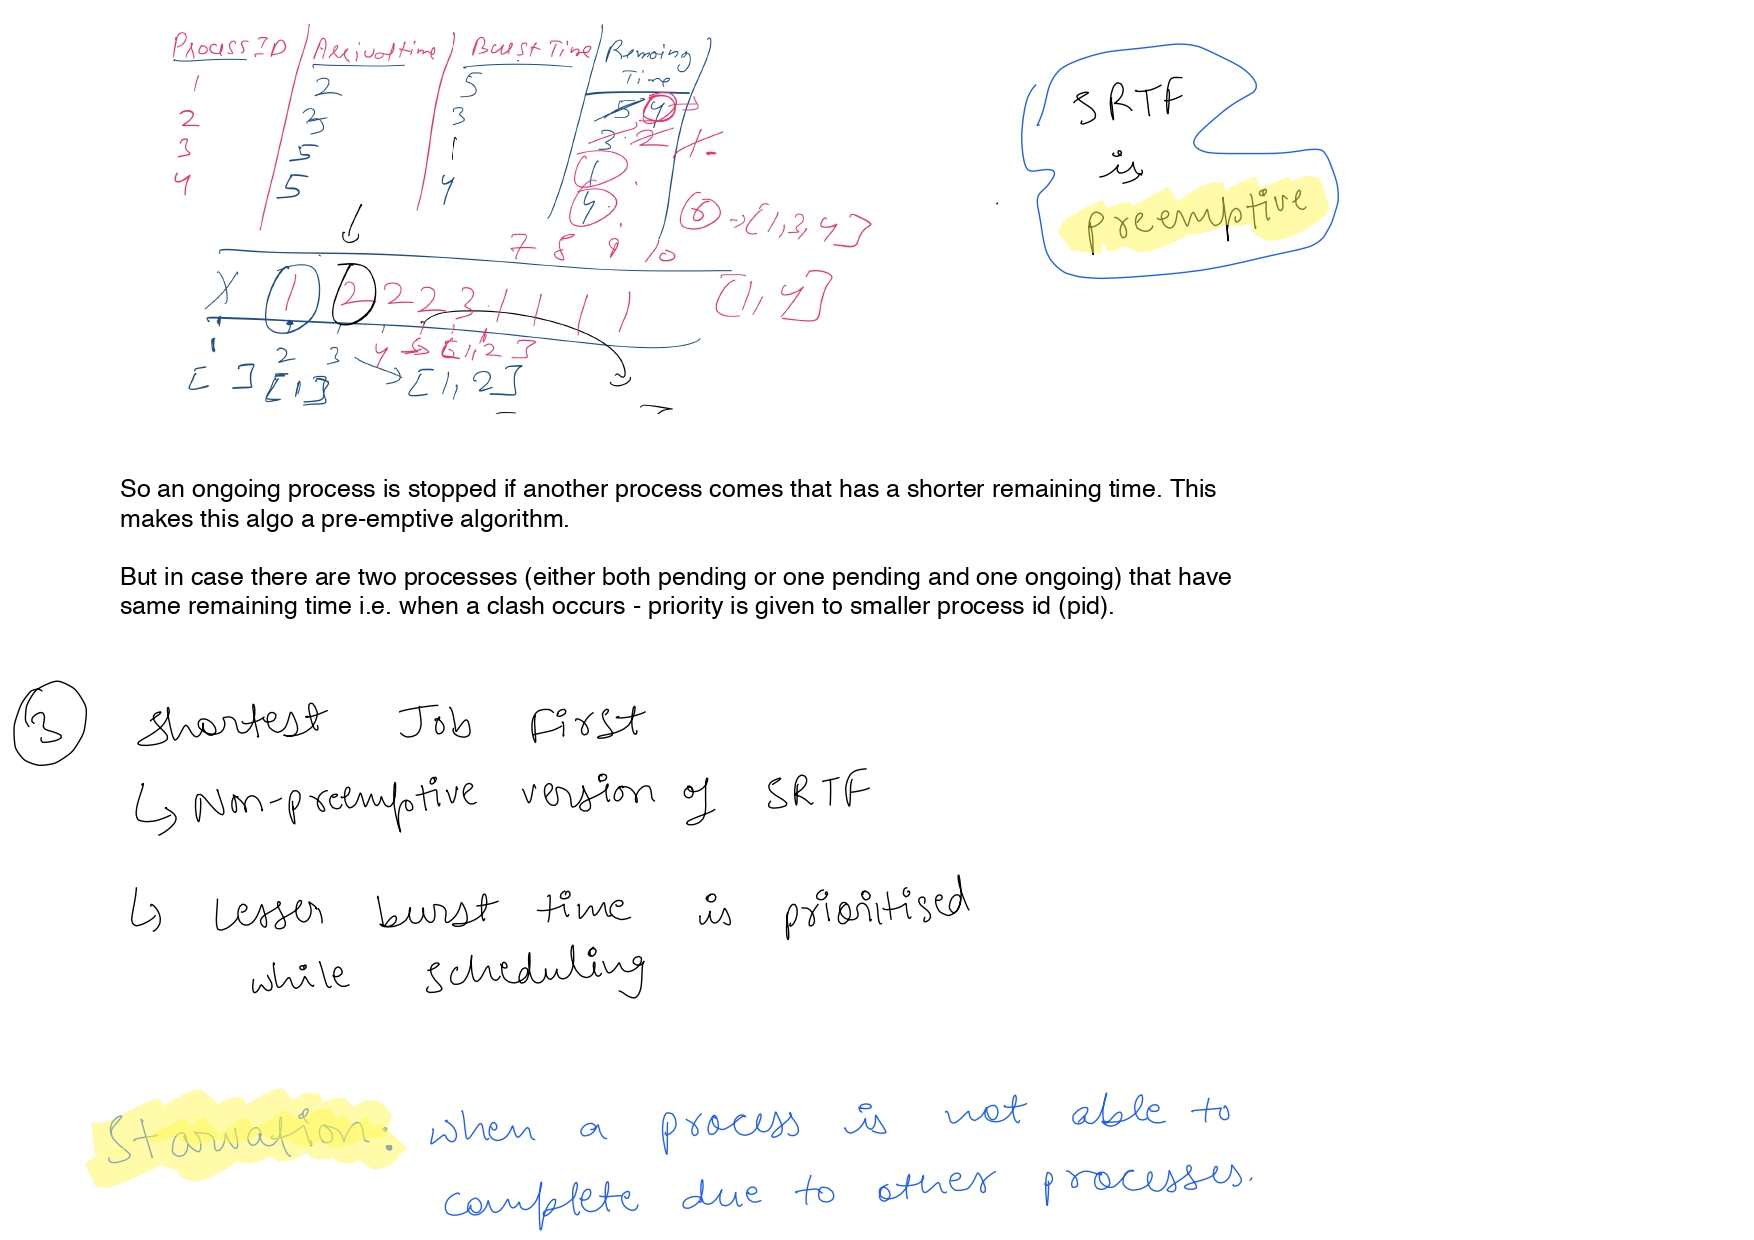 Process ID Arrival time Burst Time Remaing
Time
1 2 5 5 4
2 3 3 3 2
3 5 1 1
4 5 4 4
6 → [1,3,4]
7 8 9 10
X 1 2 2 2 3 1 1 1 1 [1, 4]
1 2 3 4 5 6
[ ] [1] [1, 2]
SRTF
is
preemptive
So an ongoing process is stopped if another process comes that has a shorter remaining time. This
makes this algo a pre-emptive algorithm.
But in case there are two processes (either both pending or one pending and one ongoing) that have
same remaining time i.e. when a clash occurs - priority is given to smaller process id (pid).
3 Shortest Job First
↳ Non-preemptive version of SRTF
↳ Lesser burst time is prioritised
while scheduling
Starvation: when a process is not able to
complete due to other processes.